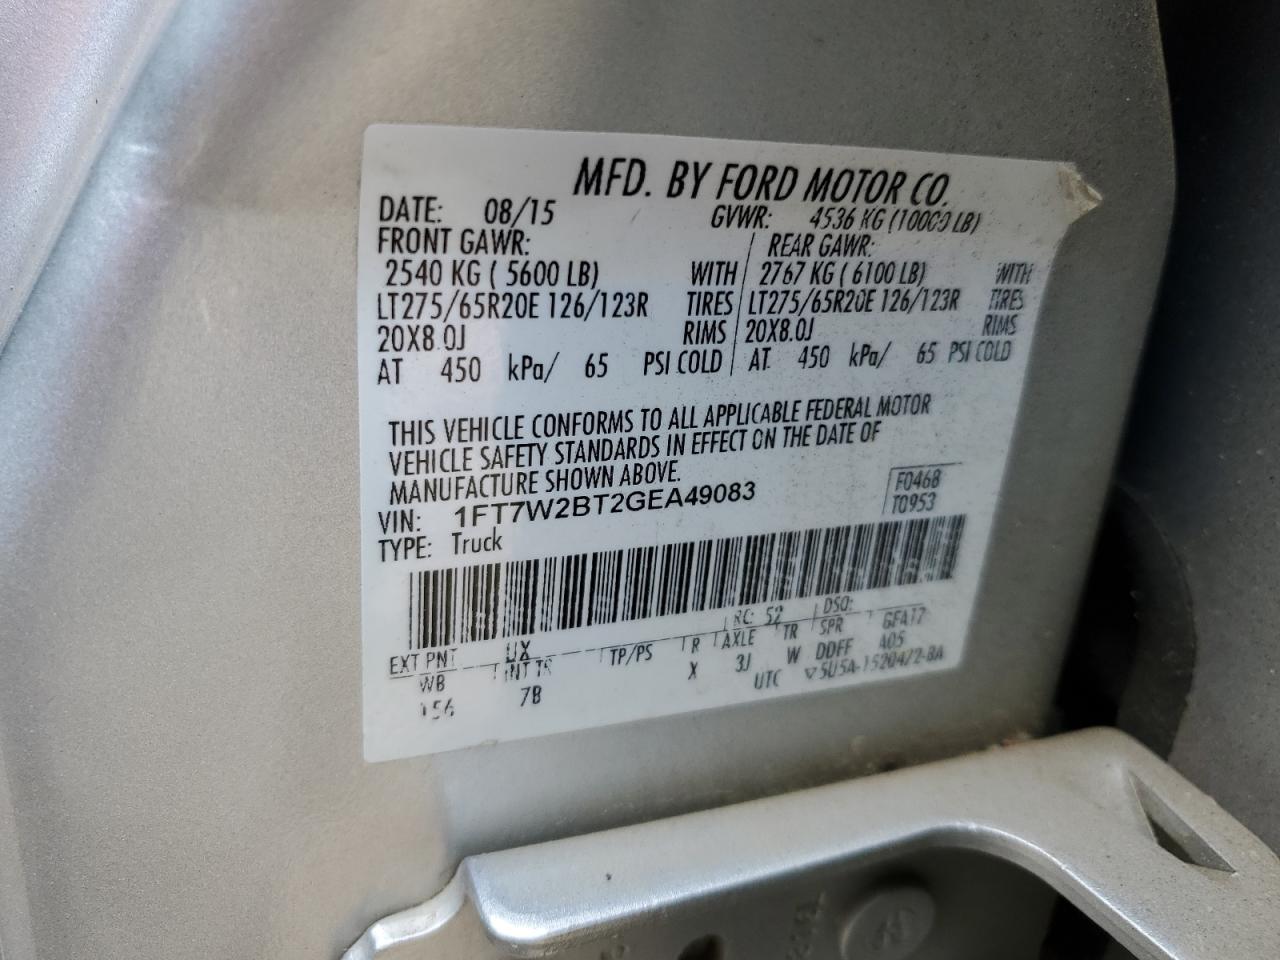 MFD. BY FORD MOTOR CO.
DATE: 08/15 GVWR: 4536 KG (10000 LB)
FRONT GAWR: REAR GAWR:
2540 KG ( 5600 LB) WITH 2767 KG ( 6100 LB) WITH
LT275/65R20E 126/123R TIRES LT275/65R20E 126/123R TIRES
20X8.0J RIMS 20X8.0J RIMS
AT 450 kPa/ 65 PSI COLD AT 450 kPa/ 65 PSI COLD
THIS VEHICLE CONFORMS TO ALL APPLICABLE FEDERAL MOTOR
VEHICLE SAFETY STANDARDS IN EFFECT ON THE DATE OF
MANUFACTURE SHOWN ABOVE.
VIN: 1FT7W2BT2GEA49083
TYPE: Truck
F0468
T0953
EXT PNT UX RC: 52 DSO:
WB INT TR TP/PS R AXLE TR SPR GFA17
156 7B X 3J W DDFF A05
UTC ▽5U5A-1520472-BA